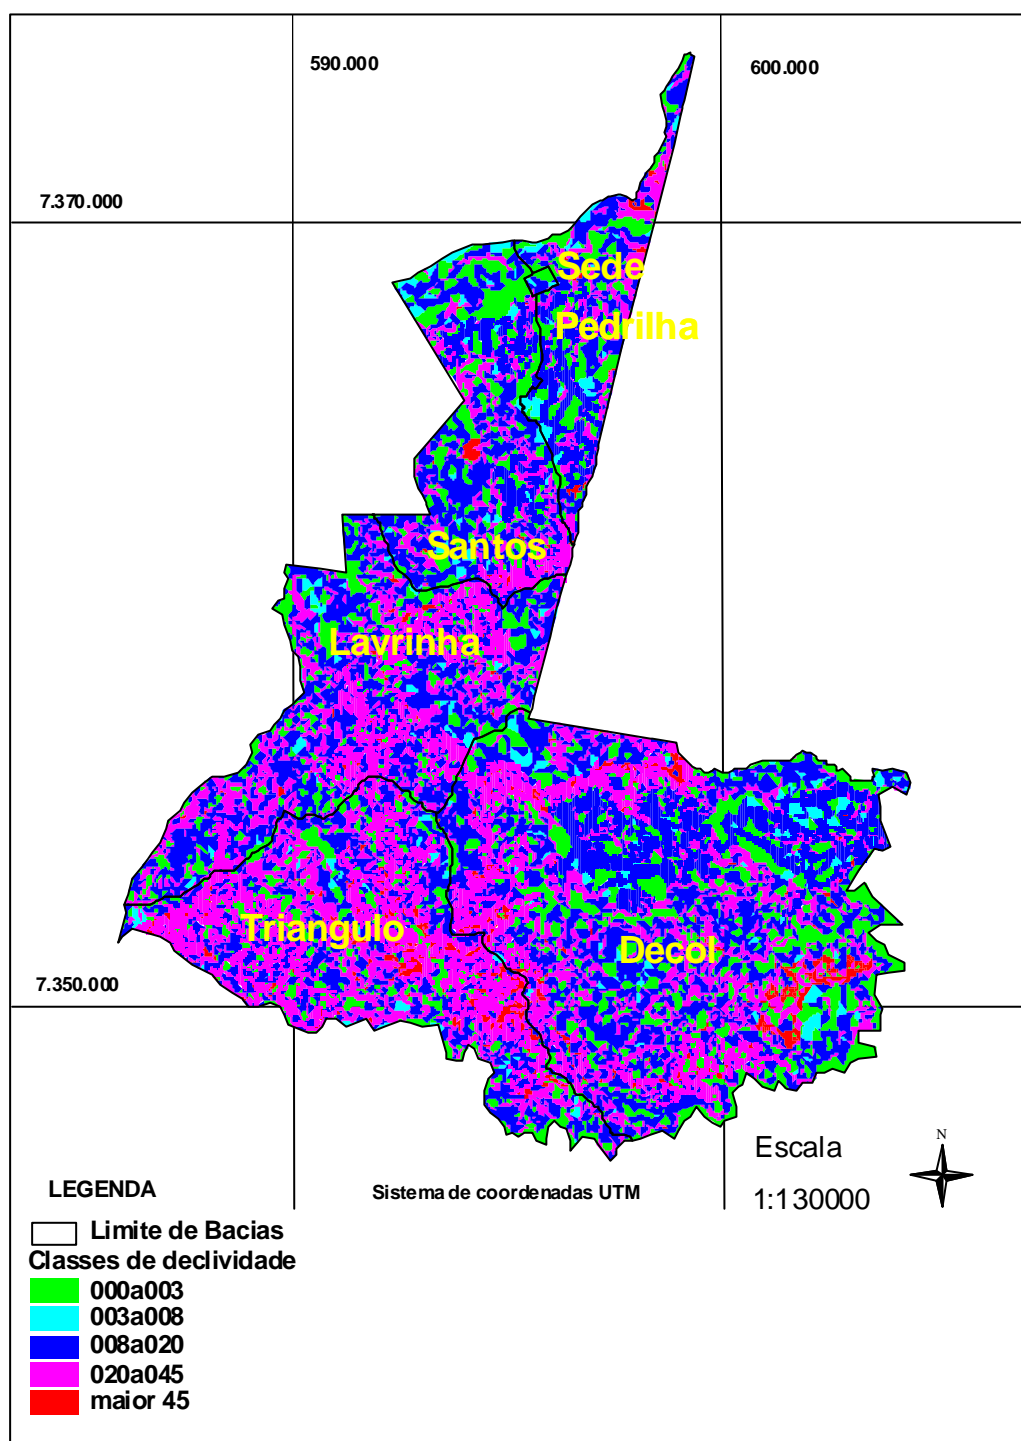 590.000
600.000
7.370.000
Sede
Pedrilha
Santos
Lavrinha
Triangulo
Decol
7.350.000
Escala
1:130000
N
Sistema de coordenadas UTM
LEGENDA
Limite de Bacias
Classes de declividade
000a003
003a008
008a020
020a045
maior 45